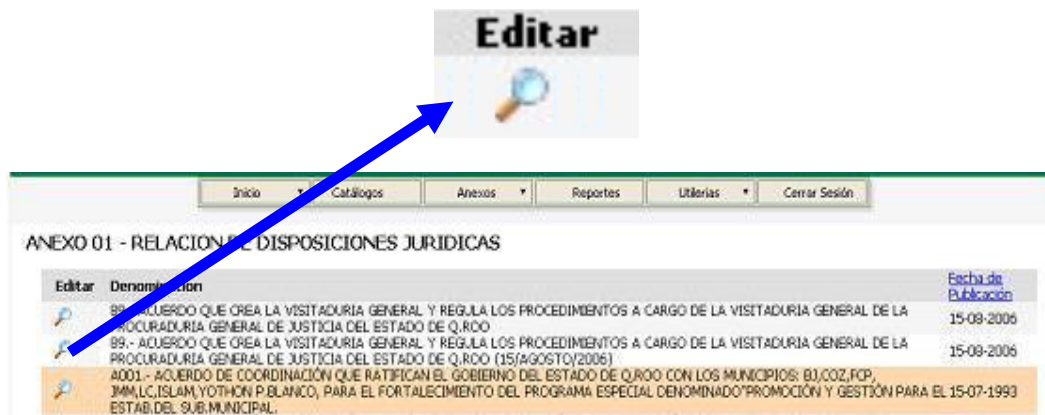 Editar
Inicio Catálogos Anexos Reportes Utilerias Cerrar Sesión
ANEXO 01 - RELACION DE DISPOSICIONES JURIDICAS
Editar Denominación Fecha de Publicación
89.- ACUERDO QUE CREA LA VISITADURIA GENERAL Y REGULA LOS PROCEDIMIENTOS A CARGO DE LA VISITADURIA GENERAL DE LA
PROCURADURIA GENERAL DE JUSTICIA DEL ESTADO DE Q.ROO
15-08-2006
89.- ACUERDO QUE CREA LA VISITADURIA GENERAL Y REGULA LOS PROCEDIMIENTOS A CARGO DE LA VISITADURIA GENERAL DE LA
PROCURADURIA GENERAL DE JUSTICIA DEL ESTADO DE Q.ROO (15/AGOSTO/2006)
15-08-2006
A001.- ACUERDO DE COORDINACIÓN QUE RATIFICAN EL GOBIERNO DEL ESTADO DE Q.ROO CON LOS MUNICIPIOS: BJ,COZ,FCP,
JMM,LC,ISLAM,YOTHON P.BLANCO, PARA EL FORTALECIMIENTO DEL PROGRAMA ESPECIAL DENOMINADO"PROMOCIÓN Y GESTIÓN PARA EL 15-07-1993
ESTAB.DEL SUB.MUNICIPAL.